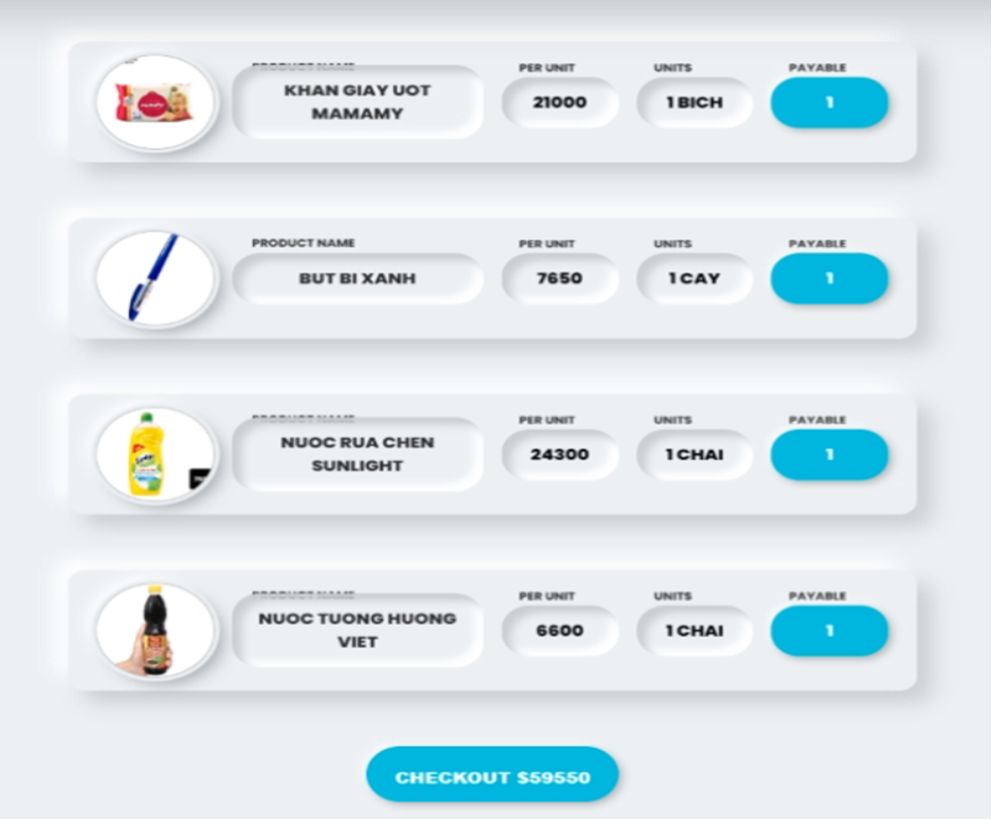 PRODUCT NAME PER UNIT UNITS PAYABLE
KHAN GIAY UOT
MAMAMY
21000 1 BICH 1
PRODUCT NAME PER UNIT UNITS PAYABLE
BUT BI XANH 7650 1 CAY 1
PRODUCT NAME PER UNIT UNITS PAYABLE
NUOC RUA CHEN
SUNLIGHT
24300 1 CHAI 1
PRODUCT NAME PER UNIT UNITS PAYABLE
NUOC TUONG HUONG
VIET
6600 1 CHAI 1
CHECKOUT $59550